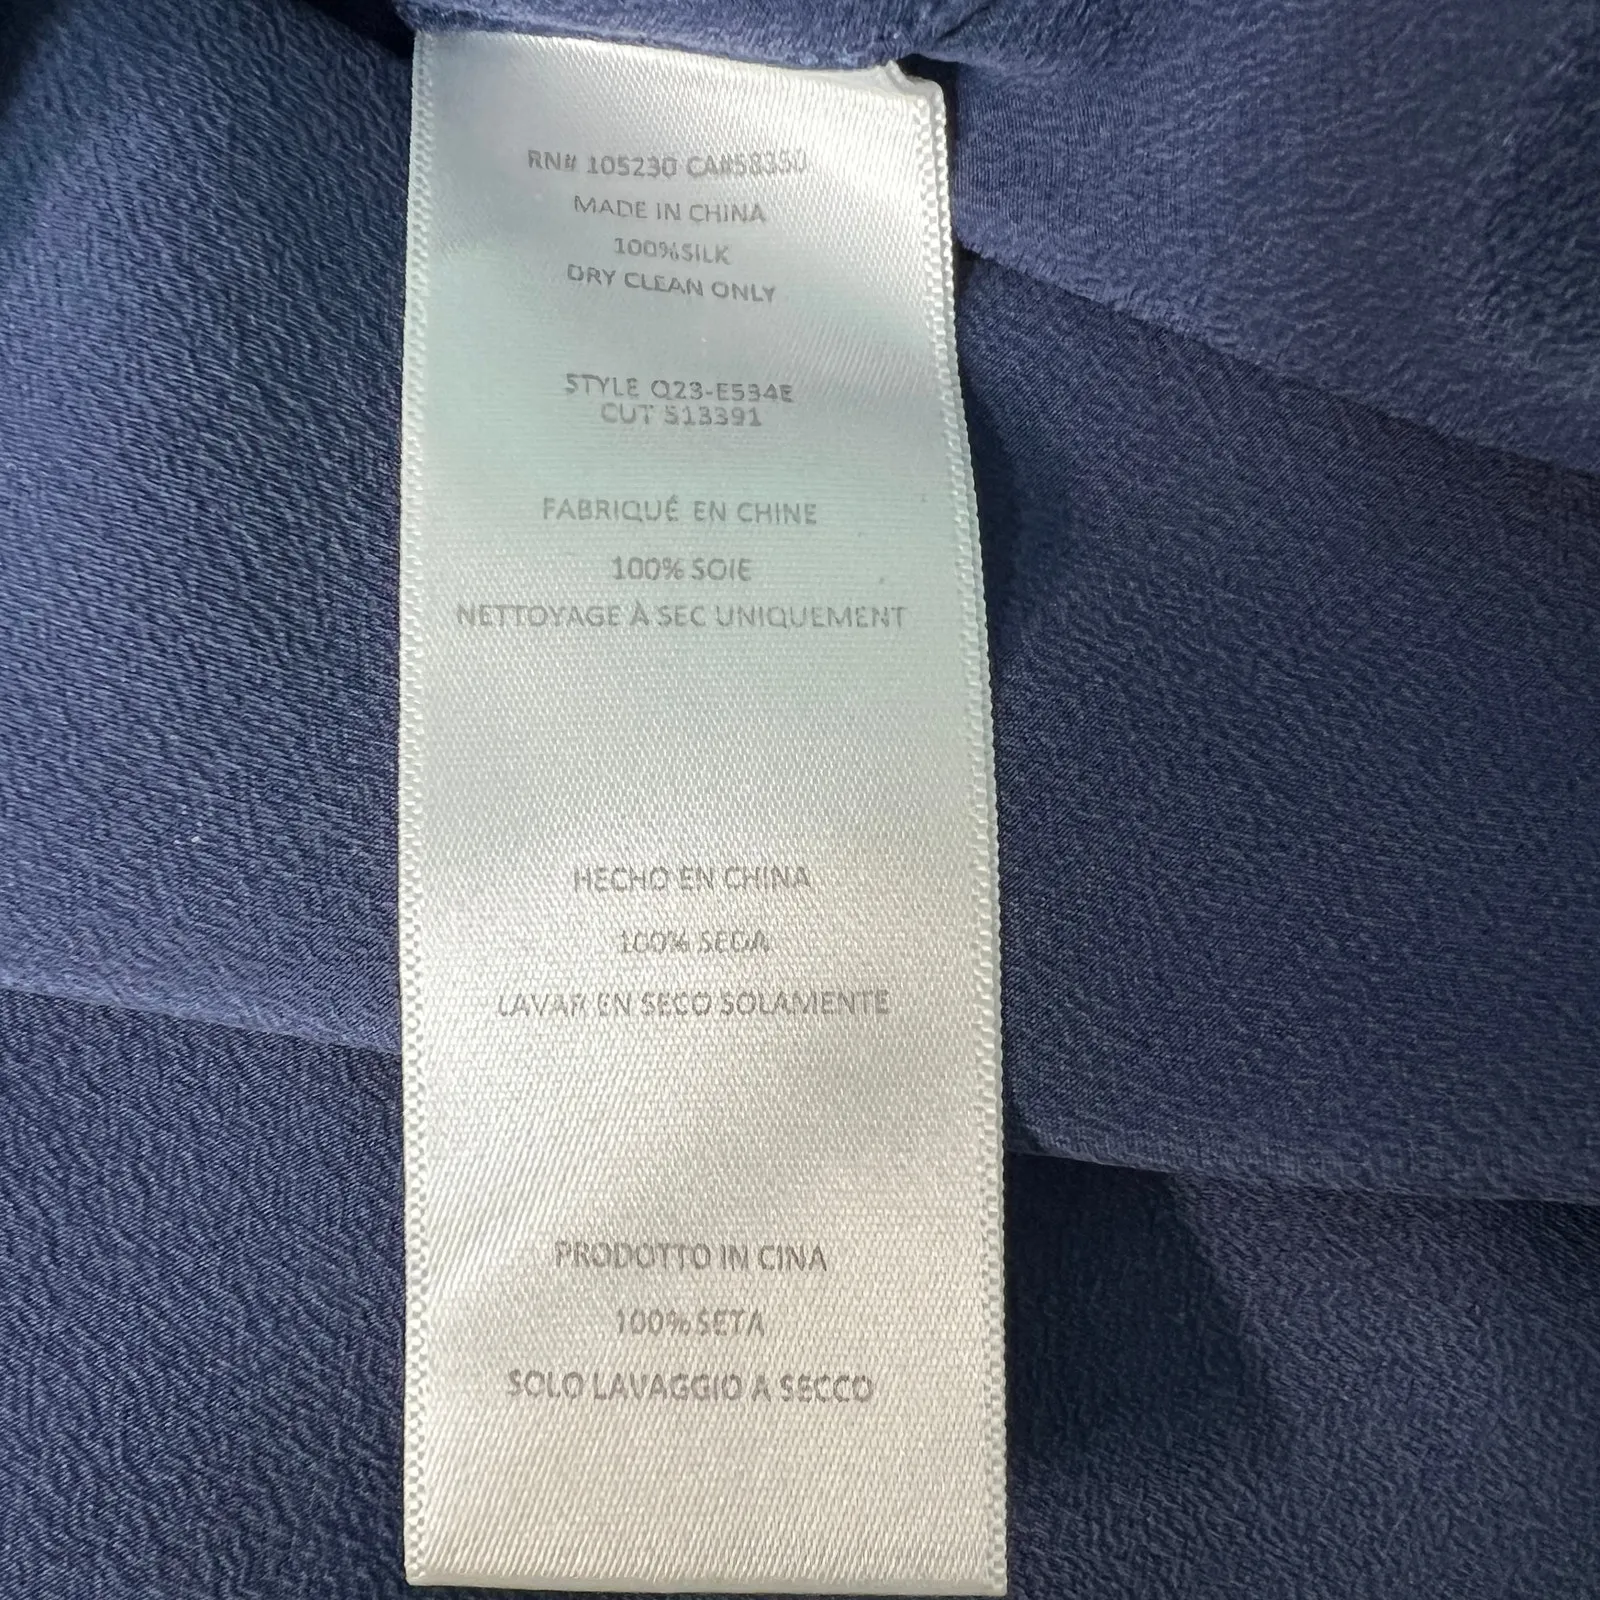 RN# 105230 CA#58350
MADE IN CHINA
100%SILK
DRY CLEAN ONLY
STYLE Q23-E534E
CUT 513391
FABRIQUÉ EN CHINE
100% SOIE
NETTOYAGE À SEC UNIQUEMENT
HECHO EN CHINA
100% SEDA
LAVAR EN SECO SOLAMIENTE
PRODOTTO IN CINA
100%SETA
SOLO LAVAGGIO A SECCO